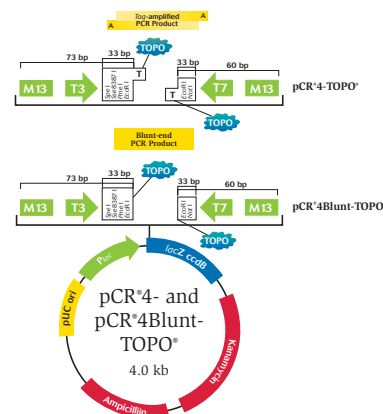 Taq-amplified
PCR Product
A
A
TOPO
73 bp
33 bp
33 bp
60 bp
M13
T3
Spe I
Sse8387 I
Pme I
EcoR I
T
T
EcoR I
Not I
T7
M13
pCR®4-TOPO®
TOPO
Blunt-end
PCR Product
TOPO
73 bp
33 bp
33 bp
60 bp
M13
T3
Spe I
Sse8387 I
Pme I
EcoR I
EcoR I
Not I
T7
M13
pCR®4Blunt-TOPO®
TOPO
Plac
lacZ ccdB
pUC ori
pCR®4- and
pCR®4Blunt-
TOPO®
4.0 kb
Kanamycin
Ampicillin